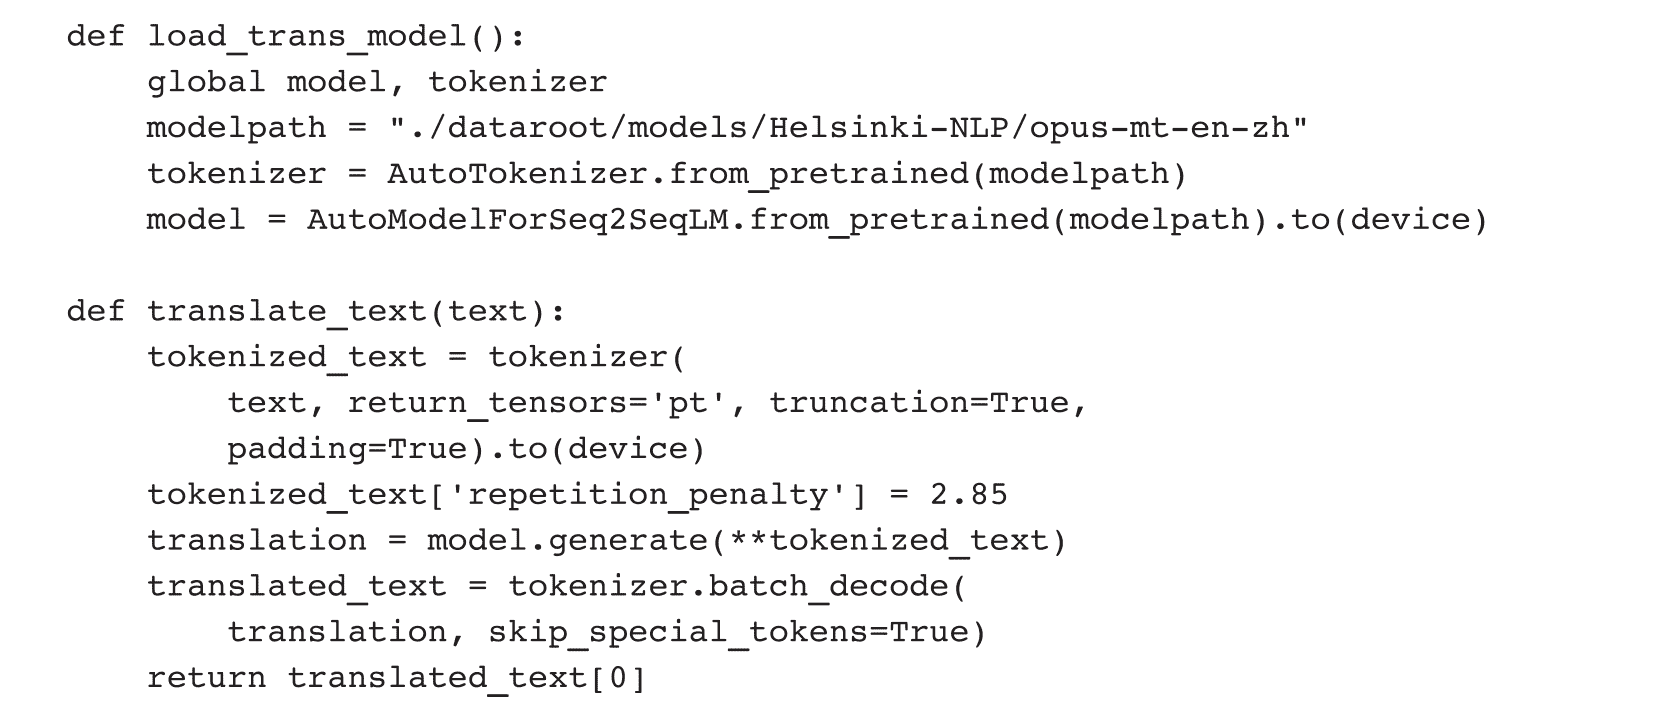 def load_trans_model():
    global model, tokenizer
    modelpath = "./dataroot/models/Helsinki-NLP/opus-mt-en-zh"
    tokenizer = AutoTokenizer.from_pretrained(modelpath)
    model = AutoModelForSeq2SeqLM.from_pretrained(modelpath).to(device)

def translate_text(text):
    tokenized_text = tokenizer(
        text, return_tensors='pt', truncation=True,
        padding=True).to(device)
    tokenized_text['repetition_penalty'] = 2.85
    translation = model.generate(**tokenized_text)
    translated_text = tokenizer.batch_decode(
        translation, skip_special_tokens=True)
    return translated_text[0]